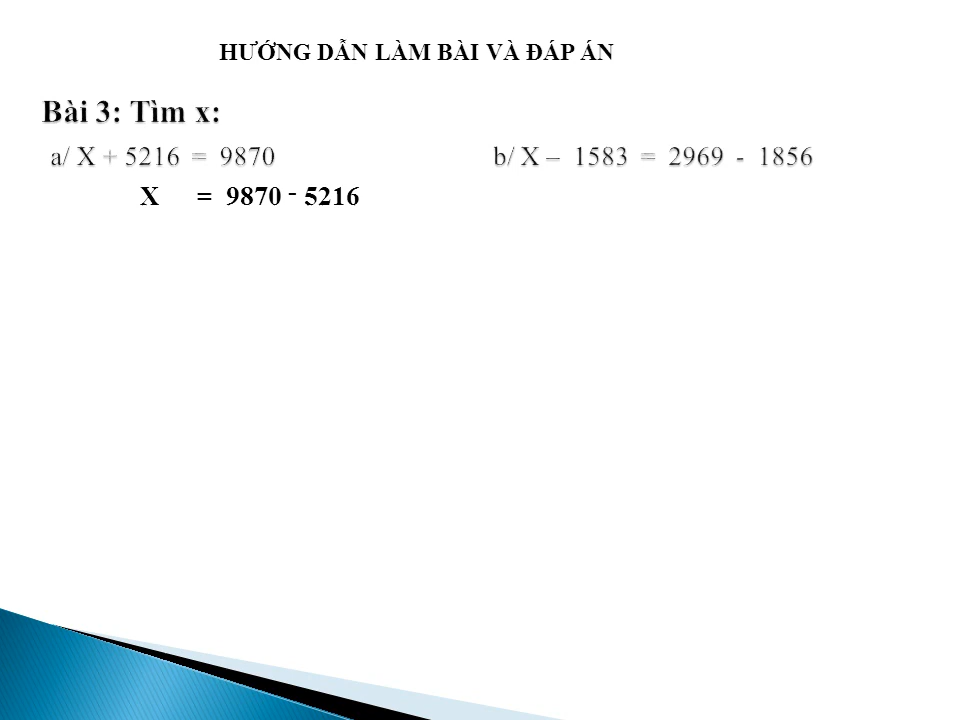 HƯỚNG DẪN LÀM BÀI VÀ ĐÁP ÁN
Bài 3: Tìm x:
a/ X + 5216 = 9870 b/ X – 1583 = 2969 - 1856
X = 9870 - 5216